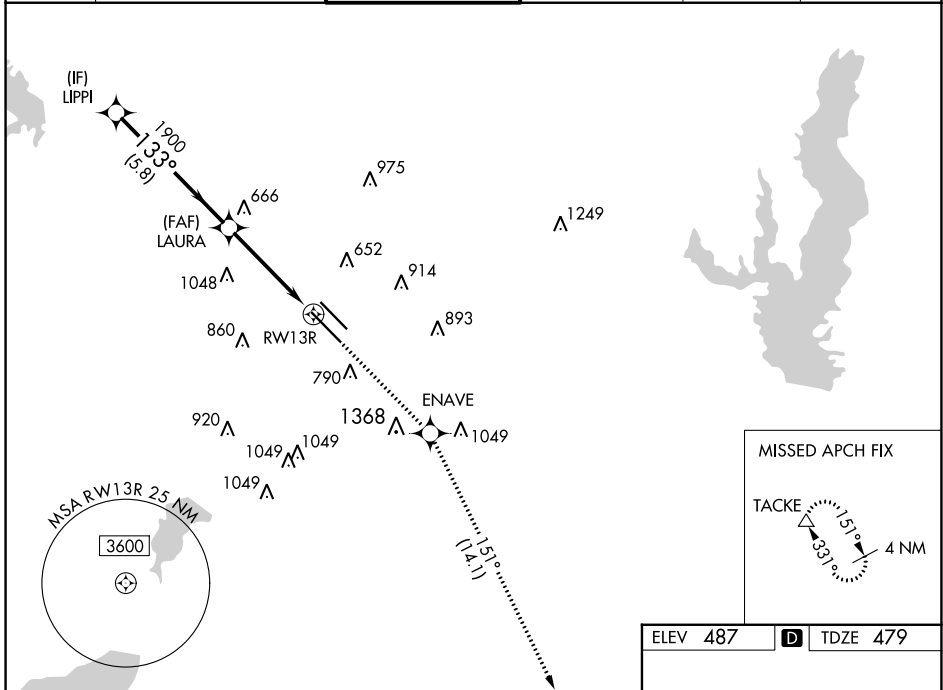 (IF)
LIPPI
1900
133°
(5.8)
975
666
1249
(FAF)
LAURA
652
1048
914
893
860
RW13R
790
ENAVE
1368
1049
920
1049
1049
1049
MISSED APCH FIX
TACKE
151°
4 NM
331°
MSA RW13R 25 NM
3600
151°
(14.1)
ELEV 487 D TDZE 479